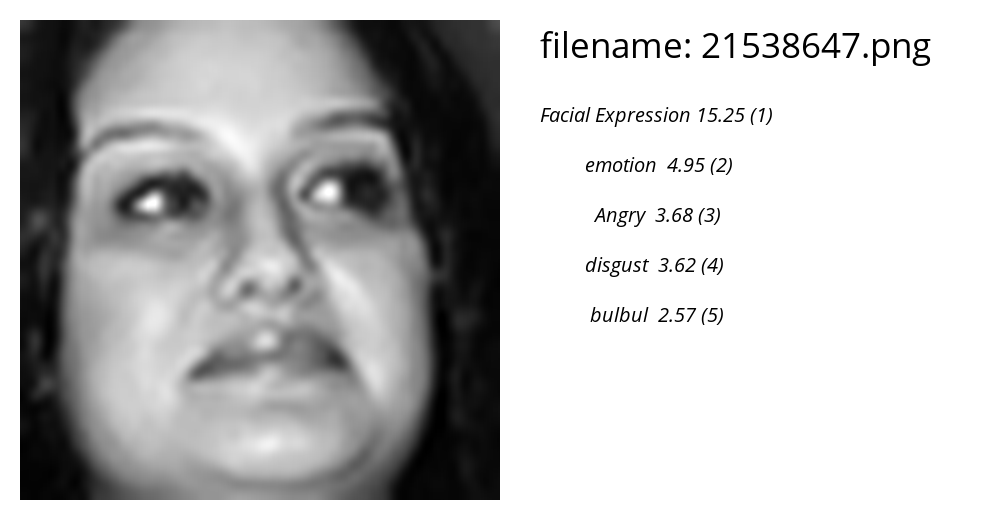 filename: 21538647.png
Facial Expression 15.25 (1)
emotion 4.95 (2)
Angry 3.68 (3)
disgust 3.62 (4)
bulbul 2.57 (5)